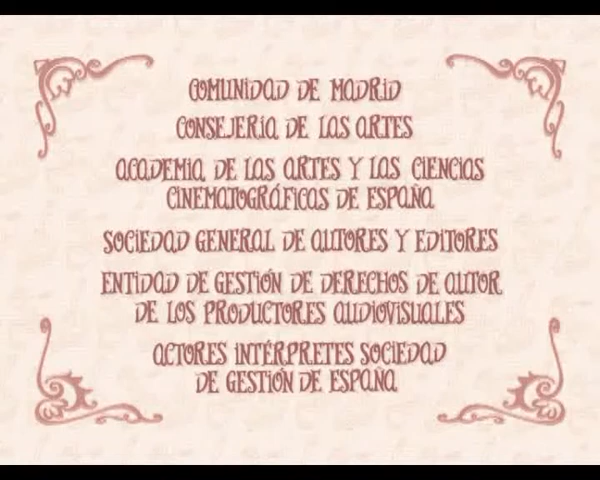 COMUNIDAD DE MADRID
CONSEJERÍA DE LAS ARTES
ACADEMIA DE LAS ARTES Y LAS CIENCIAS
CINEMATOGRÁFICAS DE ESPAÑA
SOCIEDAD GENERAL DE AUTORES Y EDITORES
ENTIDAD DE GESTIÓN DE DERECHOS DE AUTOR
DE LOS PRODUCTORES AUDIOVISUALES
ACTORES INTÉRPRETES SOCIEDAD
DE GESTIÓN DE ESPAÑA